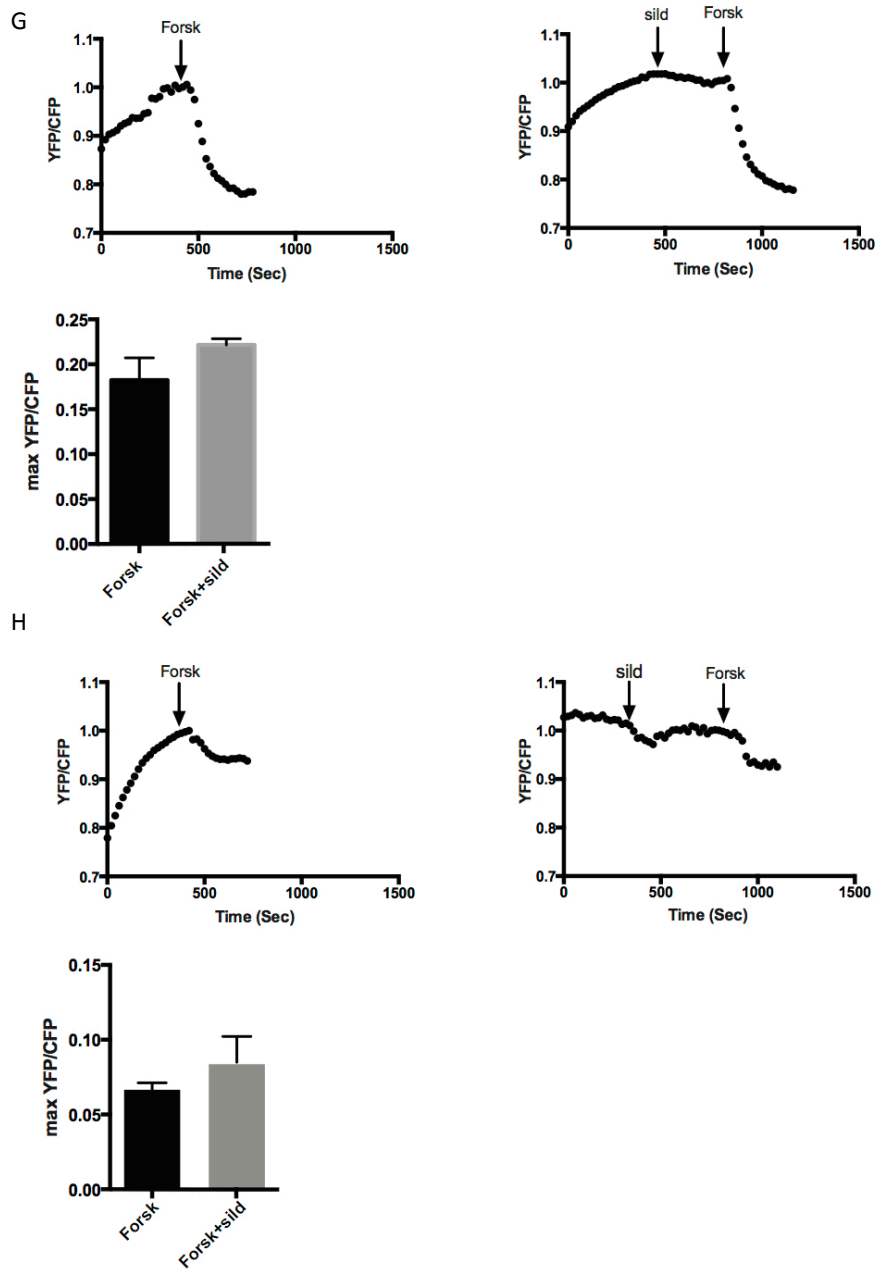 G
Forsk
1.1
1.0
0.9
0.8
0.7
YFP/CFP
0
500
1000
1500
Time (Sec)
sild
Forsk
1.1
1.0
0.9
0.8
0.7
YFP/CFP
0
500
1000
1500
Time (Sec)
0.25
0.20
0.15
0.10
0.05
0.00
max YFP/CFP
Forsk
Forsk+sild
H
Forsk
1.1
1.0
0.9
0.8
0.7
YFP/CFP
0
500
1000
1500
Time (Sec)
sild
Forsk
1.1
1.0
0.9
0.8
0.7
YFP/CFP
0
500
1000
1500
Time (Sec)
0.15
0.10
0.05
0.00
max YFP/CFP
Forsk
Forsk+sild